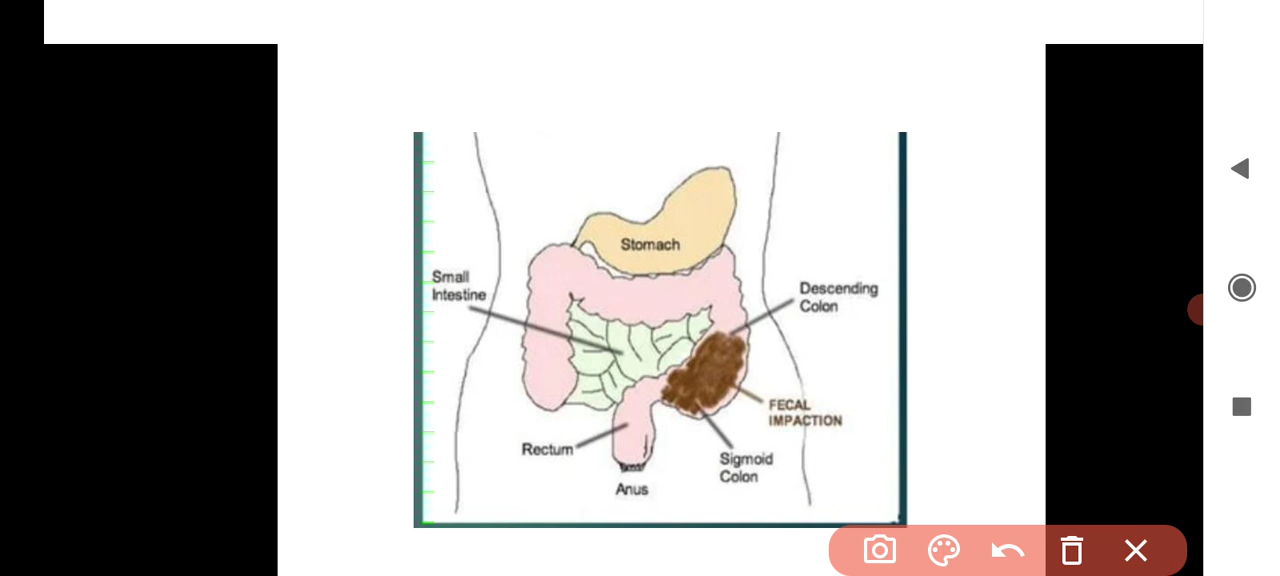 Stomach
Small
Intestine
Descending
Colon
FECAL
IMPACTION
Rectum
Sigmoid
Colon
Anus